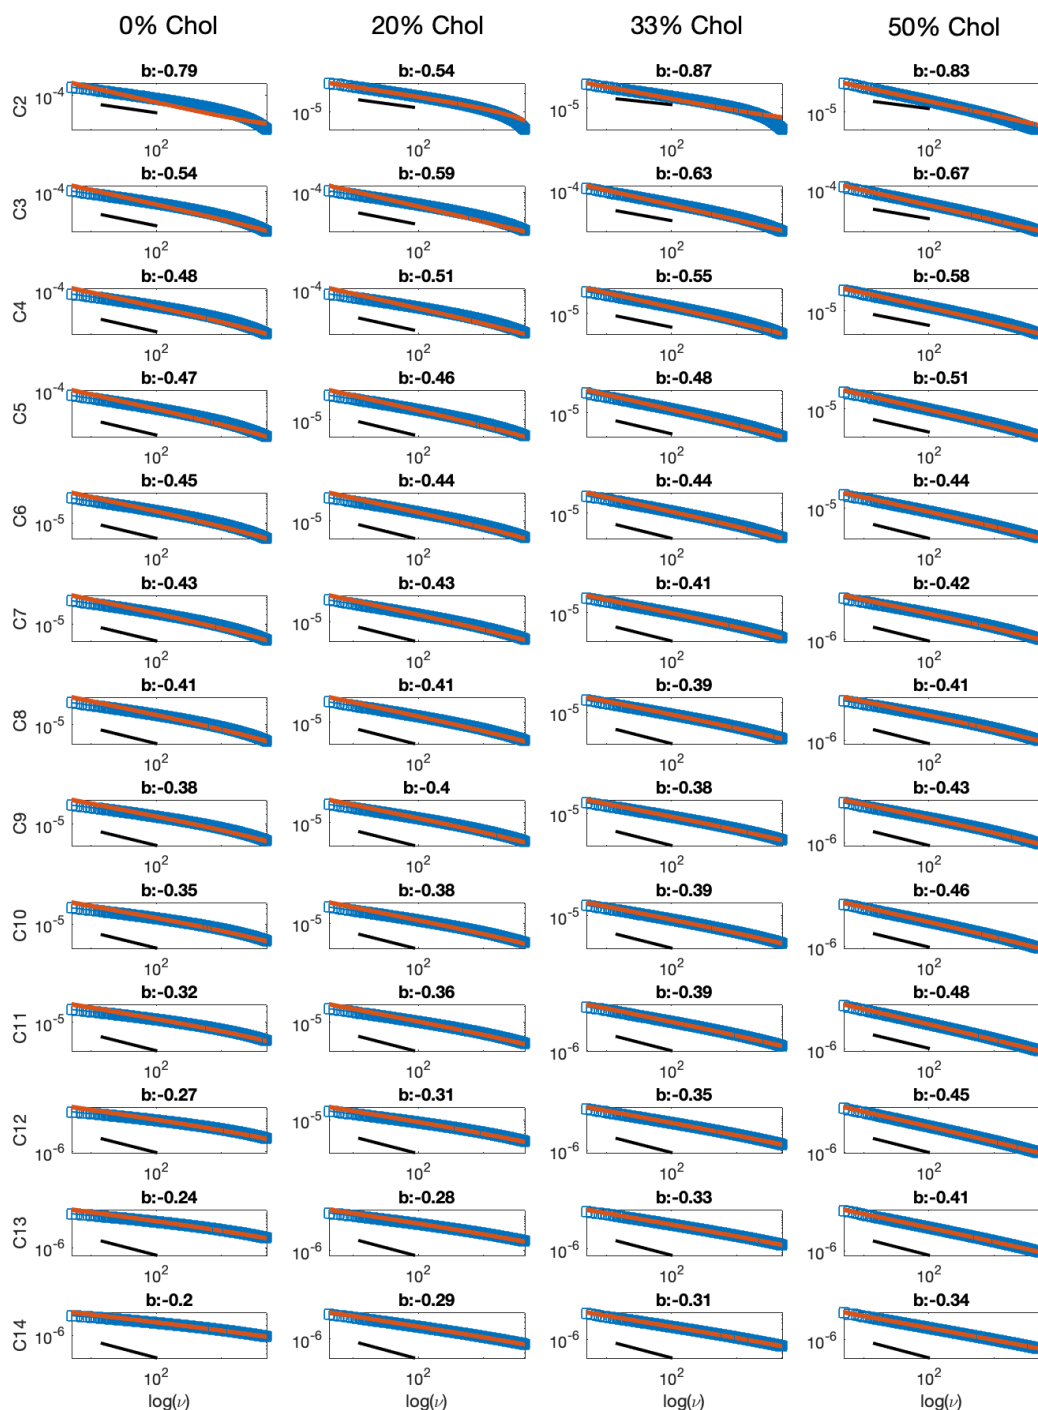 0% Chol 20% Chol 33% Chol 50% Chol
b:-0.79 b:-0.54 b:-0.87 b:-0.83
C2 10^-4 10^-5 10^-5 10^-5
10^2 10^2 10^2 10^2
b:-0.54 b:-0.59 b:-0.63 b:-0.67
C3 10^-4 10^-4 10^-4 10^-4
10^2 10^2 10^2 10^2
b:-0.48 b:-0.51 b:-0.55 b:-0.58
C4 10^-4 10^-4 10^-5 10^-5
10^2 10^2 10^2 10^2
b:-0.47 b:-0.46 b:-0.48 b:-0.51
C5 10^-4 10^-5 10^-5 10^-5
10^2 10^2 10^2 10^2
b:-0.45 b:-0.44 b:-0.44 b:-0.44
C6 10^-5 10^-5 10^-5 10^-5
10^2 10^2 10^2 10^2
b:-0.43 b:-0.43 b:-0.41 b:-0.42
C7 10^-5 10^-5 10^-5 10^-6
10^2 10^2 10^2 10^2
b:-0.41 b:-0.41 b:-0.39 b:-0.41
C8 10^-5 10^-5 10^-5 10^-6
10^2 10^2 10^2 10^2
b:-0.38 b:-0.4 b:-0.38 b:-0.43
C9 10^-5 10^-5 10^-5 10^-6
10^2 10^2 10^2 10^2
b:-0.35 b:-0.38 b:-0.39 b:-0.46
C10 10^-5 10^-5 10^-5 10^-6
10^2 10^2 10^2 10^2
b:-0.32 b:-0.36 b:-0.39 b:-0.48
C11 10^-5 10^-5 10^-6 10^-6
10^2 10^2 10^2 10^2
b:-0.27 b:-0.31 b:-0.35 b:-0.45
C12 10^-6 10^-5 10^-6 10^-6
10^2 10^2 10^2 10^2
b:-0.24 b:-0.28 b:-0.33 b:-0.41
C13 10^-6 10^-6 10^-6 10^-6
10^2 10^2 10^2 10^2
b:-0.2 b:-0.29 b:-0.31 b:-0.34
C14 10^-6 10^-6 10^-6 10^-6
10^2 10^2 10^2 10^2
log(ν) log(ν) log(ν) log(ν)